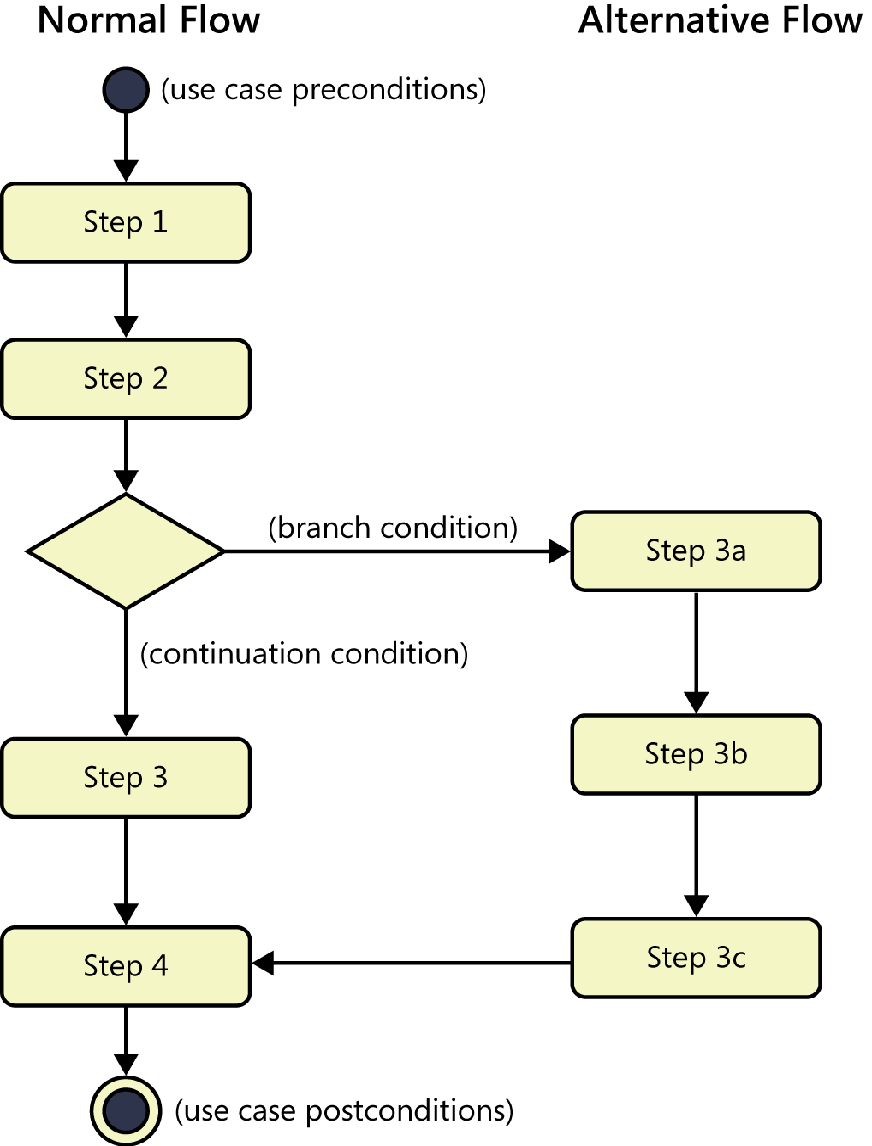 Normal Flow
Alternative Flow
(use case preconditions)
Step 1
Step 2
(branch condition)
Step 3a
(continuation condition)
Step 3b
Step 3
Step 3c
Step 4
(use case postconditions)